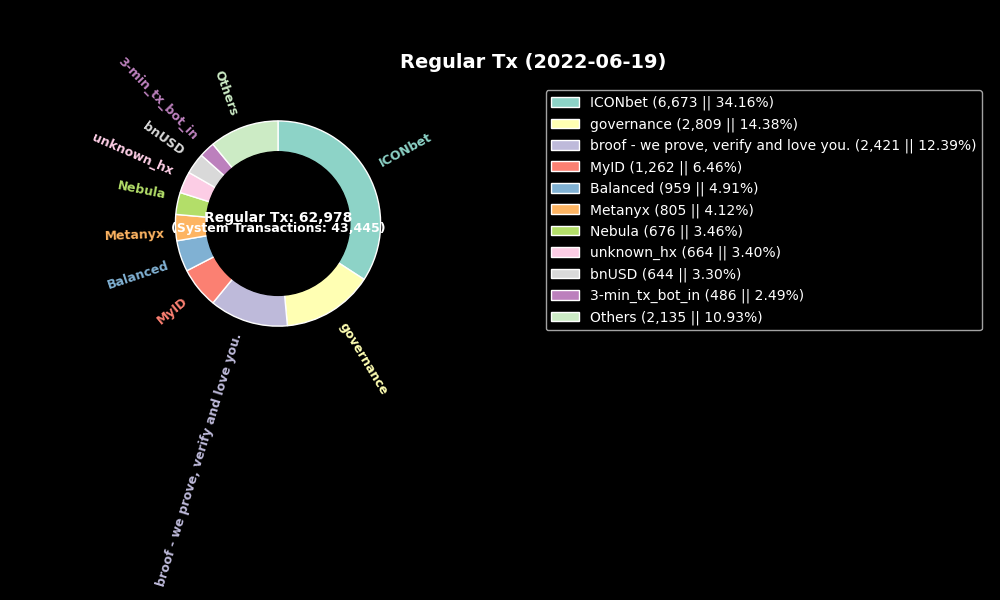 Regular Tx (2022-06-19)
ICONbet (6,673 || 34.16%)
governance (2,809 || 14.38%)
broof - we prove, verify and love you. (2,421 || 12.39%)
MyID (1,262 || 6.46%)
Balanced (959 || 4.91%)
Metanyx (805 || 4.12%)
Nebula (676 || 3.46%)
unknown_hx (664 || 3.40%)
bnUSD (644 || 3.30%)
3-min_tx_bot_in (486 || 2.49%)
Others (2,135 || 10.93%)
ICONbet
governance
broof - we prove, verify and love you.
MyID
Balanced
Metanyx
Nebula
unknown_hx
bnUSD
3-min_tx_bot_in
Others
Regular Tx: 62,978
(System Transactions: 43,445)